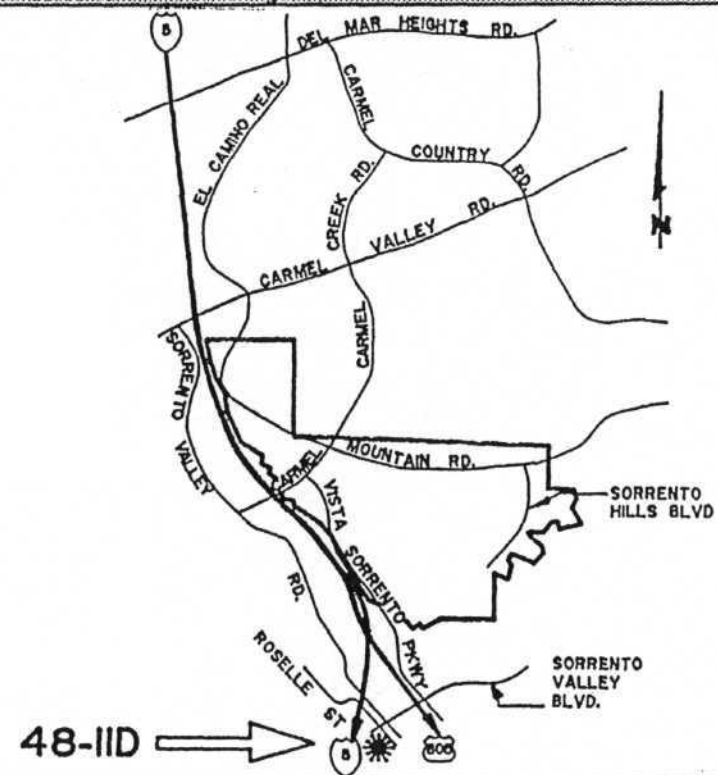 5
DEL MAR HEIGHTS RD.
EL CAMINO REAL
CARMEL
COUNTRY
RD.
CARMEL CREEK RD.
CARMEL VALLEY RD.
N
SORRENTO VALLEY RD.
CARMEL MOUNTAIN RD.
VISTA SORRENTO PKWY
SORRENTO
HILLS BLVD
ROSELLE ST
SORRENTO
VALLEY
BLVD.
48-11D
5
805